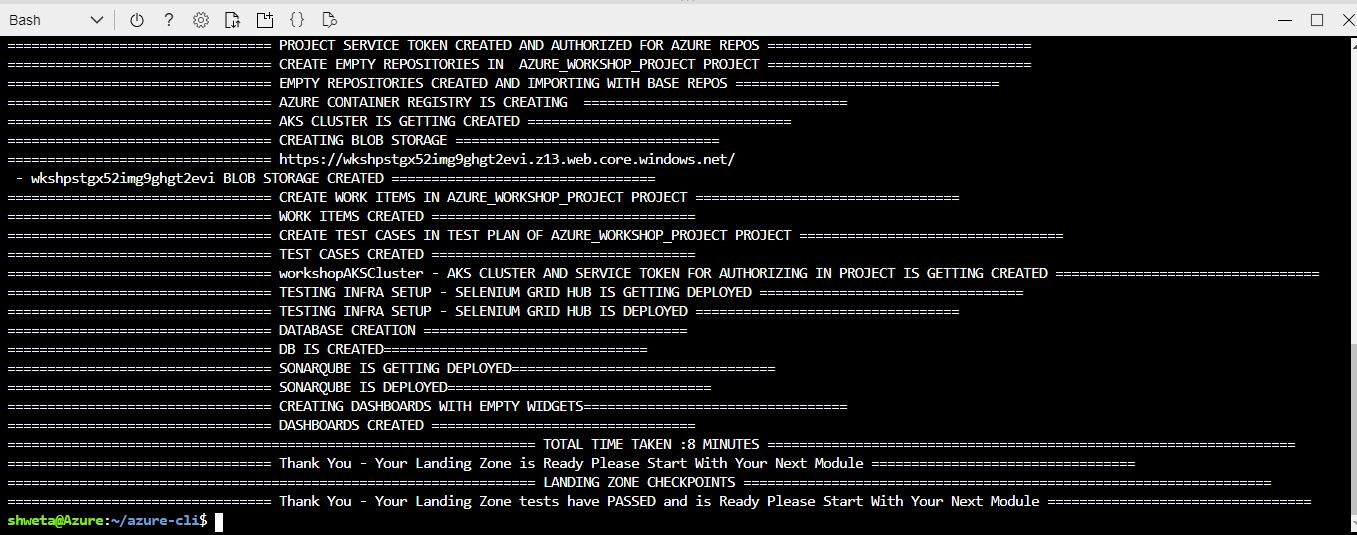 Bash
================================= PROJECT SERVICE TOKEN CREATED AND AUTHORIZED FOR AZURE REPOS =================================
================================= CREATE EMPTY REPOSITORIES IN  AZURE_WORKSHOP_PROJECT PROJECT =================================
================================= EMPTY REPOSITORIES CREATED AND IMPORTING WITH BASE REPOS =================================
================================= AZURE CONTAINER REGISTRY IS CREATING  =================================
================================= AKS CLUSTER IS GETTING CREATED =================================
================================= CREATING BLOB STORAGE =================================
================================= https://wkshpstgx52img9ghgt2evi.z13.web.core.windows.net/
 - wkshpstgx52img9ghgt2evi BLOB STORAGE CREATED =================================
================================= CREATE WORK ITEMS IN AZURE_WORKSHOP_PROJECT PROJECT =================================
================================= WORK ITEMS CREATED =================================
================================= CREATE TEST CASES IN TEST PLAN OF AZURE_WORKSHOP_PROJECT PROJECT =================================
================================= TEST CASES CREATED =================================
================================= workshopAKSCluster - AKS CLUSTER AND SERVICE TOKEN FOR AUTHORIZING IN PROJECT IS GETTING CREATED =================================
================================= TESTING INFRA SETUP - SELENIUM GRID HUB IS GETTING DEPLOYED =================================
================================= TESTING INFRA SETUP - SELENIUM GRID HUB IS DEPLOYED =================================
================================= DATABASE CREATION =================================
================================= DB IS CREATED=================================
================================= SONARQUBE IS GETTING DEPLOYED=================================
================================= SONARQUBE IS DEPLOYED=================================
================================= CREATING DASHBOARDS WITH EMPTY WIDGETS=================================
================================= DASHBOARDS CREATED =================================
================================================================== TOTAL TIME TAKEN :8 MINUTES ==================================================================
================================= Thank You - Your Landing Zone is Ready Please Start With Your Next Module =================================
================================================================== LANDING ZONE CHECKPOINTS ==================================================================
================================= Thank You - Your Landing Zone tests have PASSED and is Ready Please Start With Your Next Module =================================
shweta@Azure:~/azure-cli$